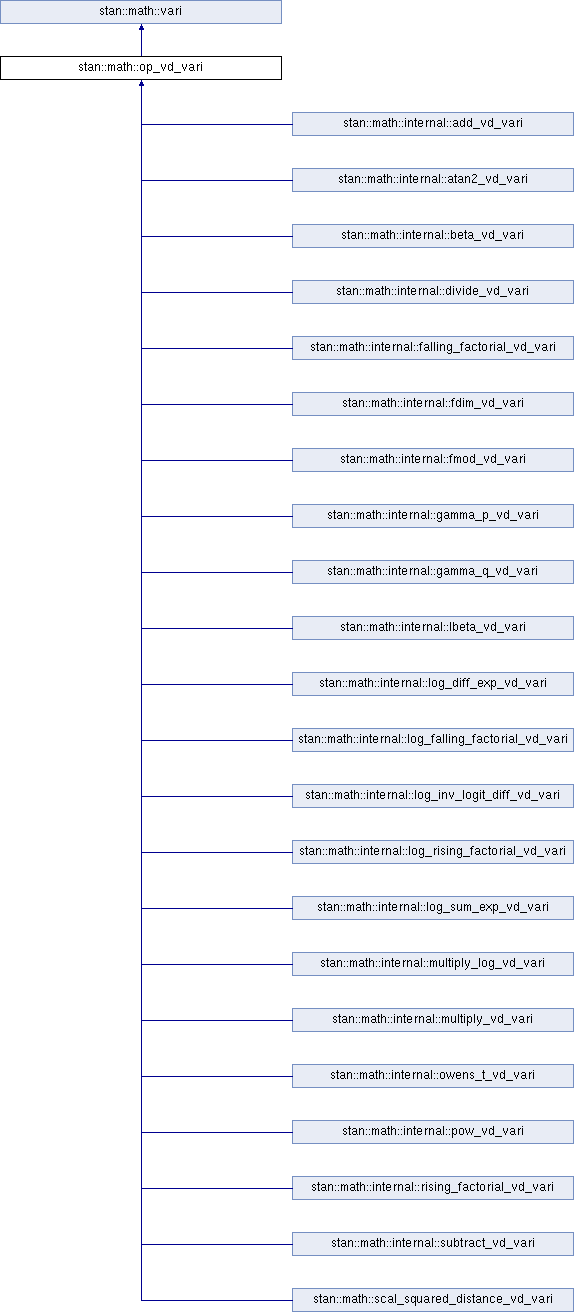 stan::math::vari
stan::math::op_vd_vari
stan::math::internal::add_vd_vari
stan::math::internal::atan2_vd_vari
stan::math::internal::beta_vd_vari
stan::math::internal::divide_vd_vari
stan::math::internal::falling_factorial_vd_vari
stan::math::internal::fdim_vd_vari
stan::math::internal::fmod_vd_vari
stan::math::internal::gamma_p_vd_vari
stan::math::internal::gamma_q_vd_vari
stan::math::internal::lbeta_vd_vari
stan::math::internal::log_diff_exp_vd_vari
stan::math::internal::log_falling_factorial_vd_vari
stan::math::internal::log_inv_logit_diff_vd_vari
stan::math::internal::log_rising_factorial_vd_vari
stan::math::internal::log_sum_exp_vd_vari
stan::math::internal::multiply_log_vd_vari
stan::math::internal::multiply_vd_vari
stan::math::internal::owens_t_vd_vari
stan::math::internal::pow_vd_vari
stan::math::internal::rising_factorial_vd_vari
stan::math::internal::subtract_vd_vari
stan::math::scal_squared_distance_vd_vari